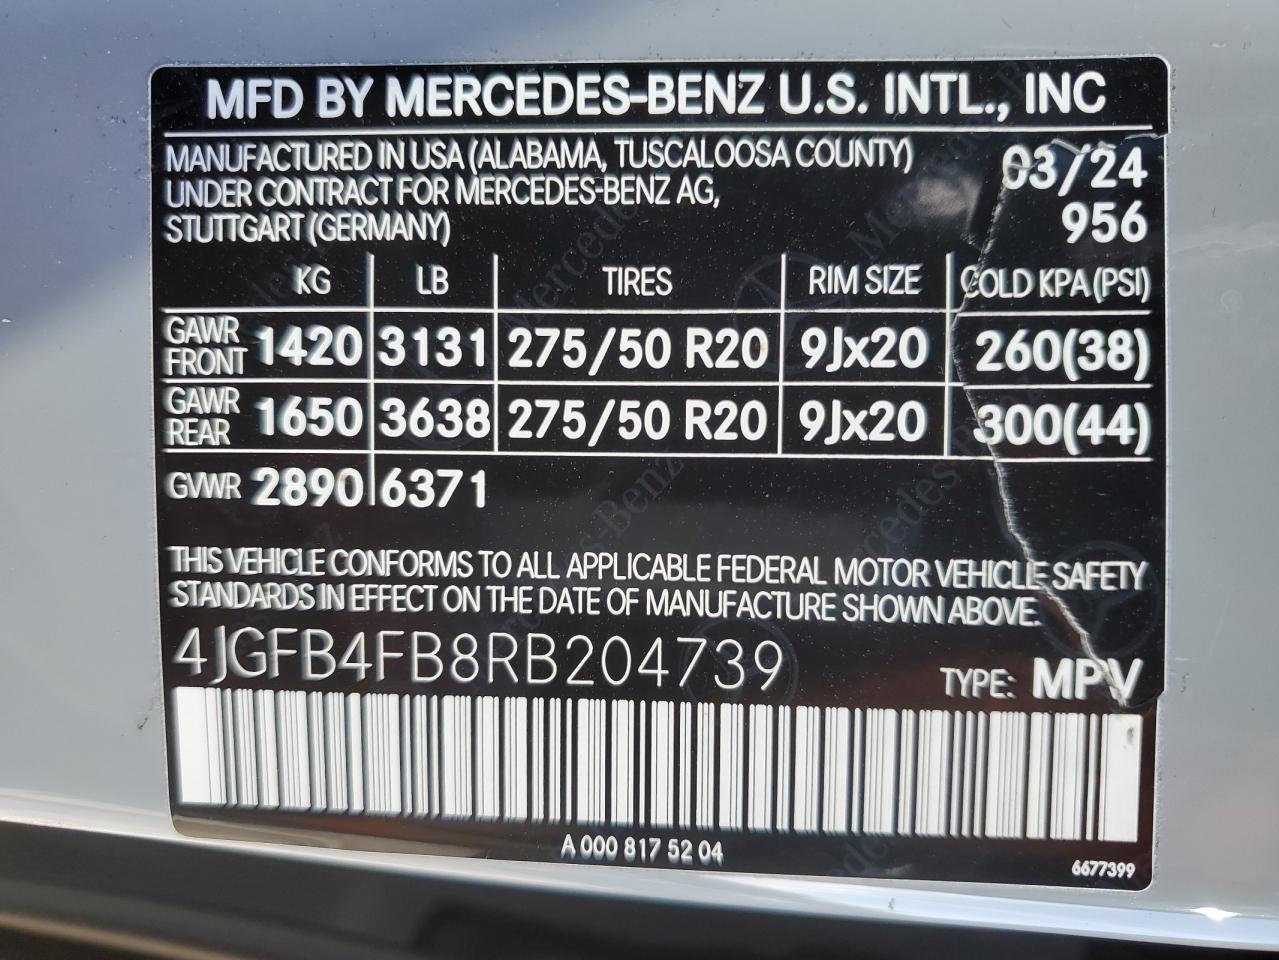 MFD BY MERCEDES-BENZ U.S. INTL., INC
MANUFACTURED IN USA (ALABAMA, TUSCALOOSA COUNTY) 03/24
UNDER CONTRACT FOR MERCEDES-BENZ AG, 956
STUTTGART (GERMANY)
KG LB TIRES RIM SIZE COLD KPA (PSI)
GAWR FRONT 1420 3131 275/50 R20 9Jx20 260(38)
GAWR REAR 1650 3638 275/50 R20 9Jx20 300(44)
GVWR 2890 6371
THIS VEHICLE CONFORMS TO ALL APPLICABLE FEDERAL MOTOR VEHICLE SAFETY
STANDARDS IN EFFECT ON THE DATE OF MANUFACTURE SHOWN ABOVE.
4JGFB4FB8RB204739
TYPE: MPV
A 000 817 52 04
6677399